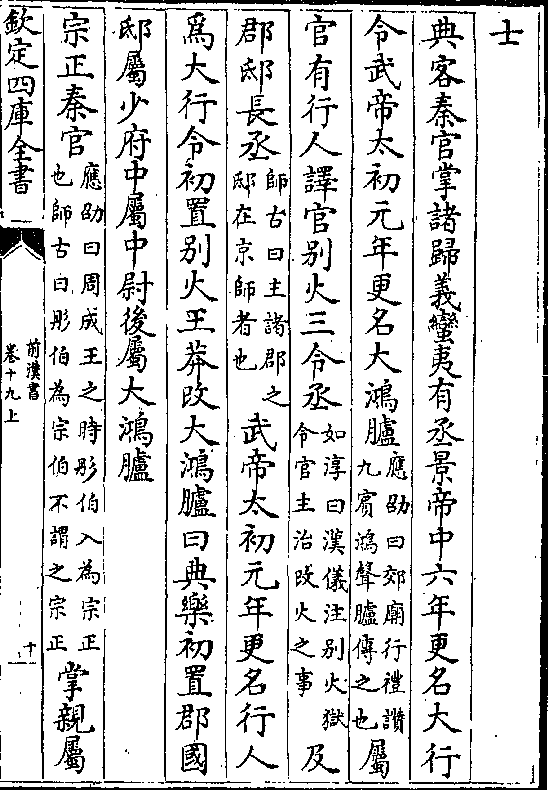 士
典客秦官掌諸歸義蠻夷有丞景帝中六年更名大行
令武帝太初元年更名大鴻臚應劭曰郊廟行禮讚九賔鴻聲臚傳之也屬
官有行人譯官别火三令丞如淳曰漢儀注别火獄令官主治改火之事及
郡邸長丞師古曰主諸郡之邸在京師者也武帝太初元年更名行人
爲大行令初置别火王莽改大鴻臚曰典樂初置郡國
邸屬少府中屬中尉後屬大鴻臚
宗正秦官應劭曰周成王之時彤伯入為宗正也師古曰彤伯為宗伯不謂之宗正掌親屬
欽定四庫全書
前漢書
卷十九上
十